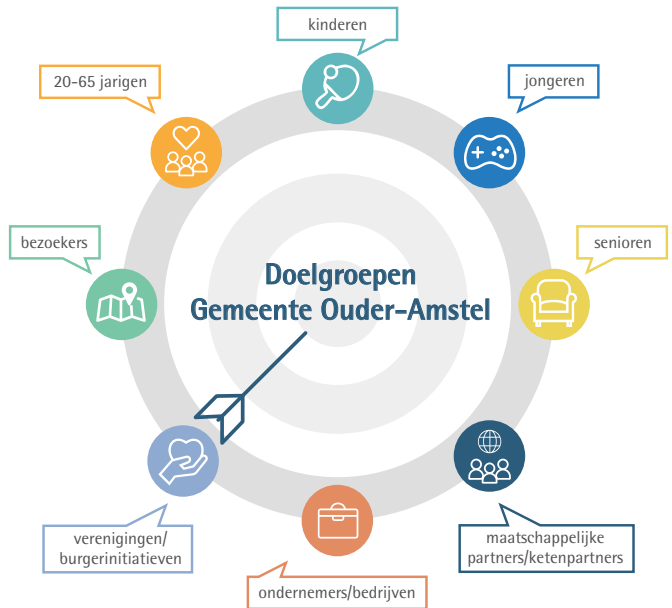 kinderen
20-65 jarigen
jongeren
bezoekers
senioren
Doelgroepen
Gemeente Ouder-Amstel
verenigingen/
burgerinitiatieven
maatschappelijke
partners/ketenpartners
ondernemers/bedrijven